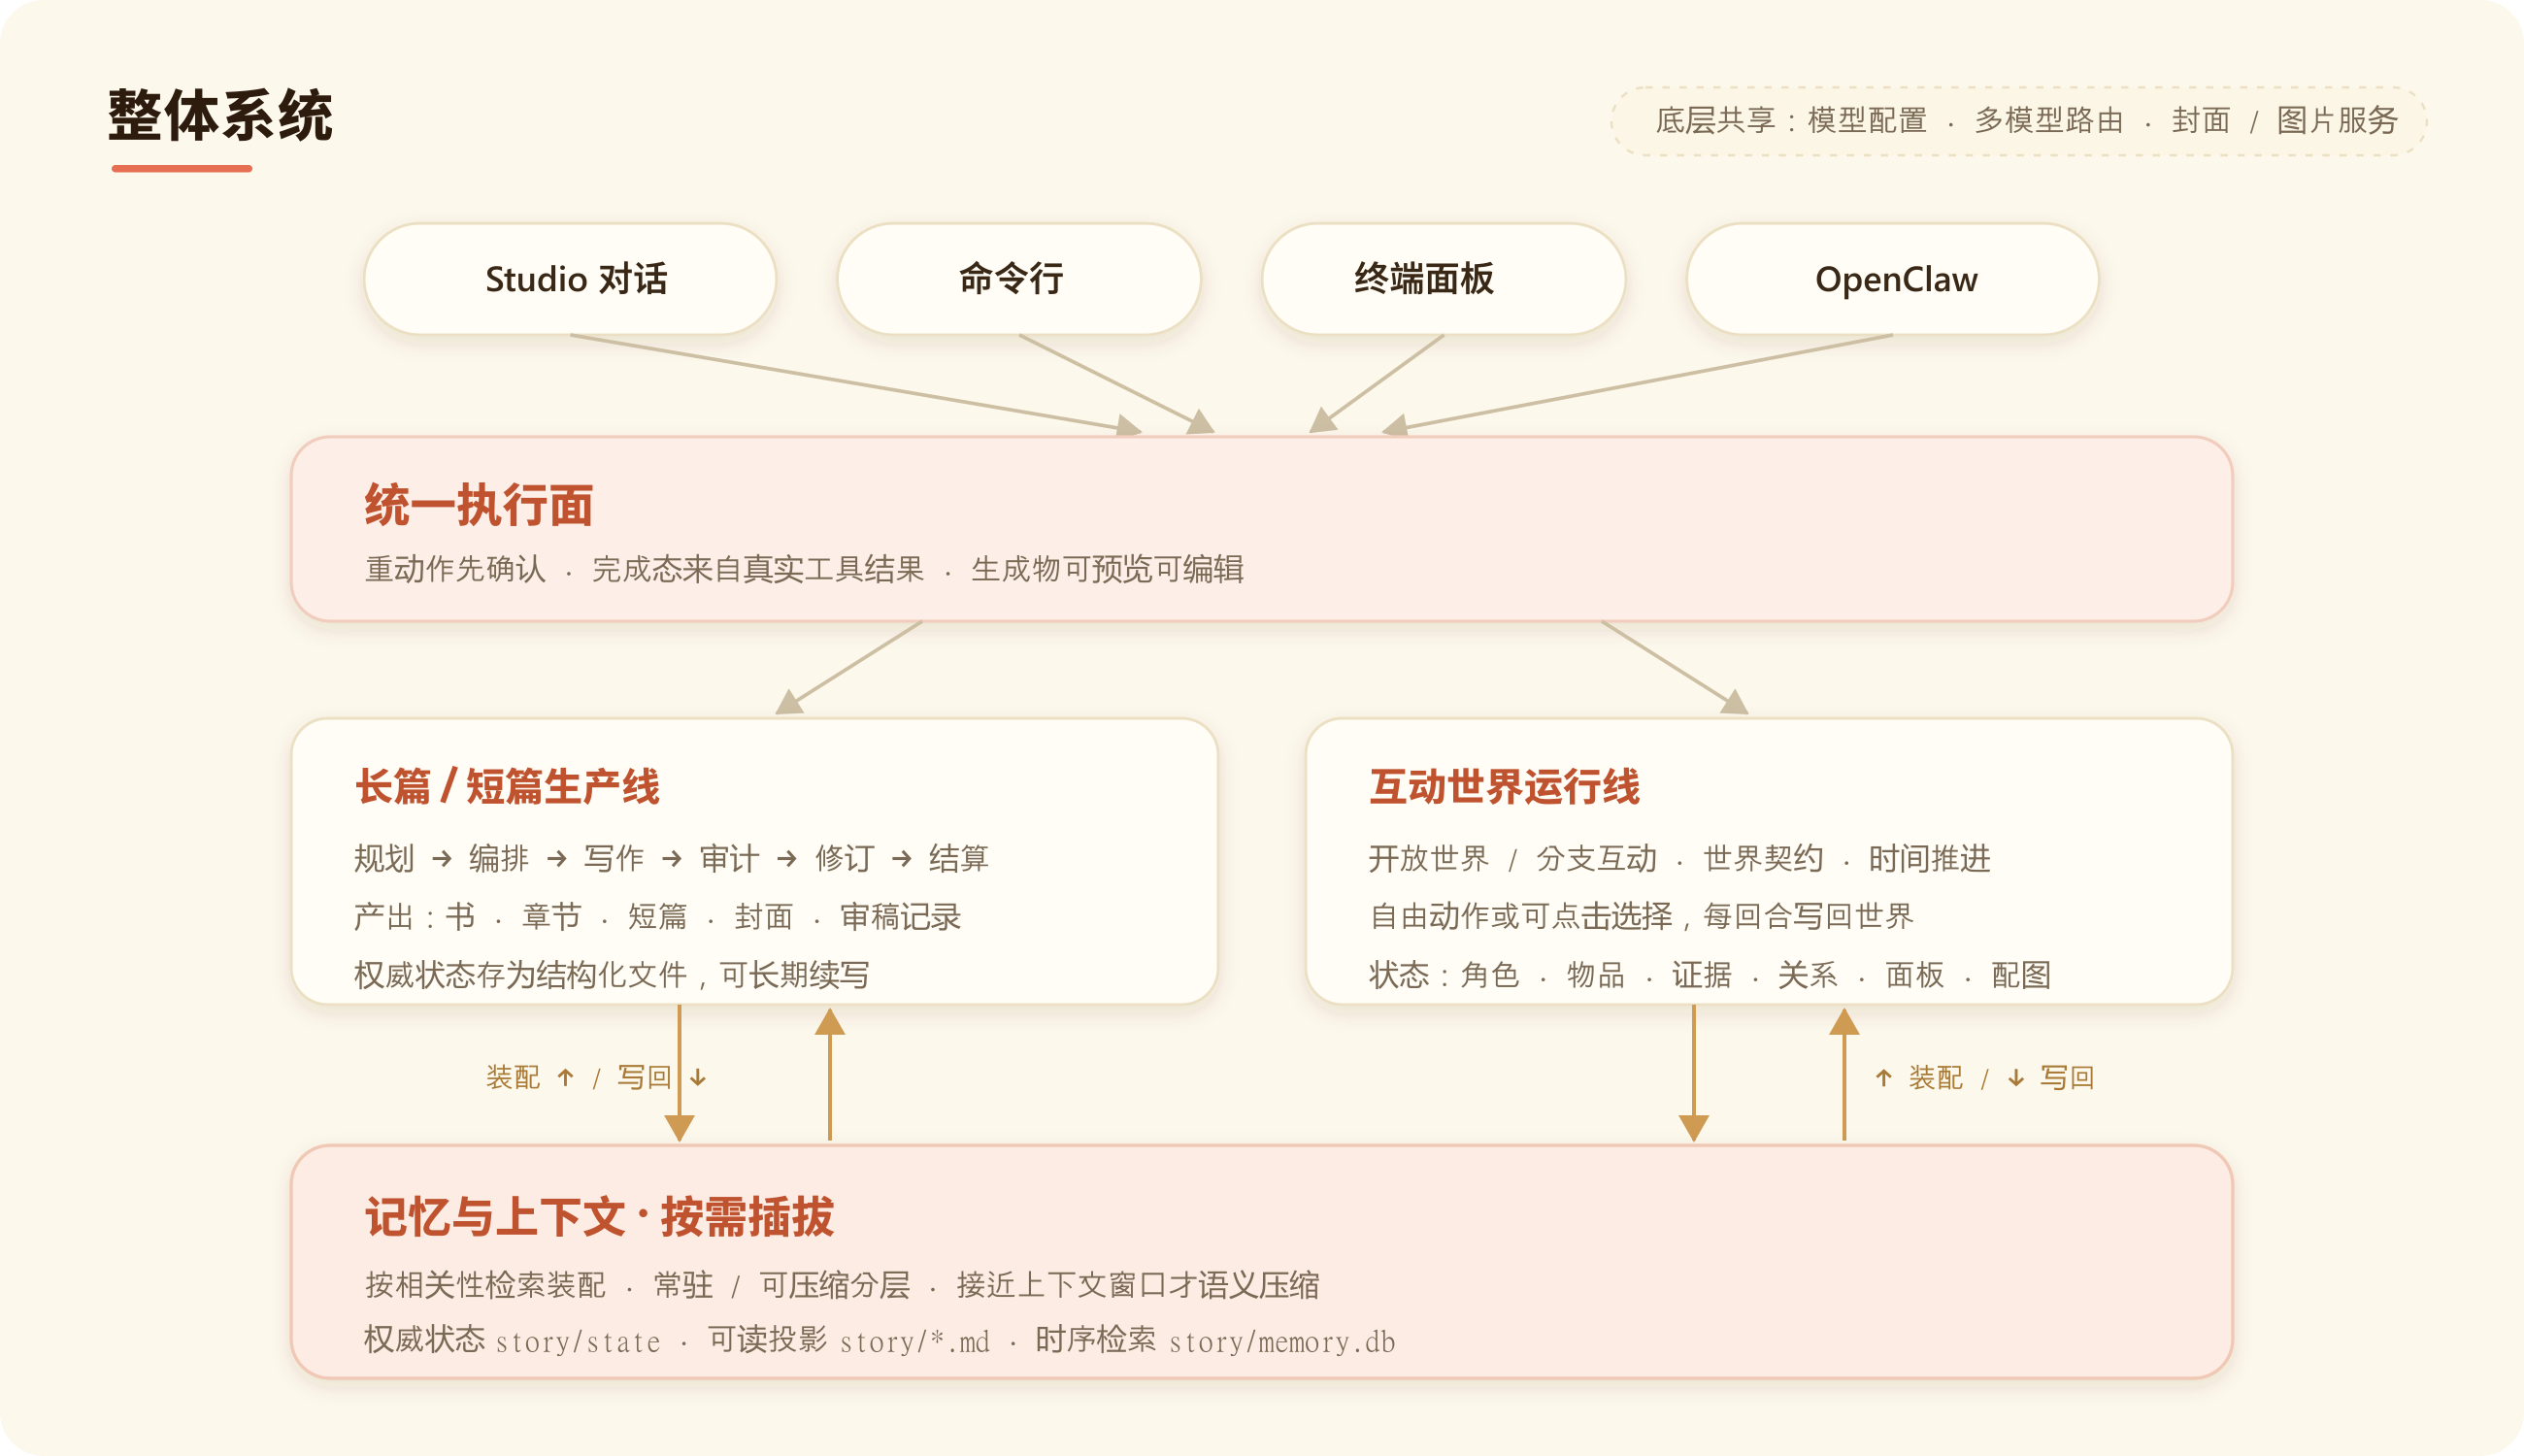 整体系统
底层共享：模型配置 · 多模型路由 · 封面 / 图片服务
Studio 对话
命令行
终端面板
OpenClaw
统一执行面
重动作先确认 · 完成态来自真实工具结果 · 生成物可预览可编辑
长篇 / 短篇生产线
规划 → 编排 → 写作 → 审计 → 修订 → 结算
产出：书 · 章节 · 短篇 · 封面 · 审稿记录
权威状态存为结构化文件，可长期续写
互动世界运行线
开放世界 / 分支互动 · 世界契约 · 时间推进
自由动作或可点击选择，每回合写回世界
状态：角色 · 物品 · 证据 · 关系 · 面板 · 配图
装配 ↑ / 写回 ↓
↑ 装配 / ↓ 写回
记忆与上下文 · 按需插拔
按相关性检索装配 · 常驻 / 可压缩分层 · 接近上下文窗口才语义压缩
权威状态 story/state · 可读投影 story/*.md · 时序检索 story/memory.db